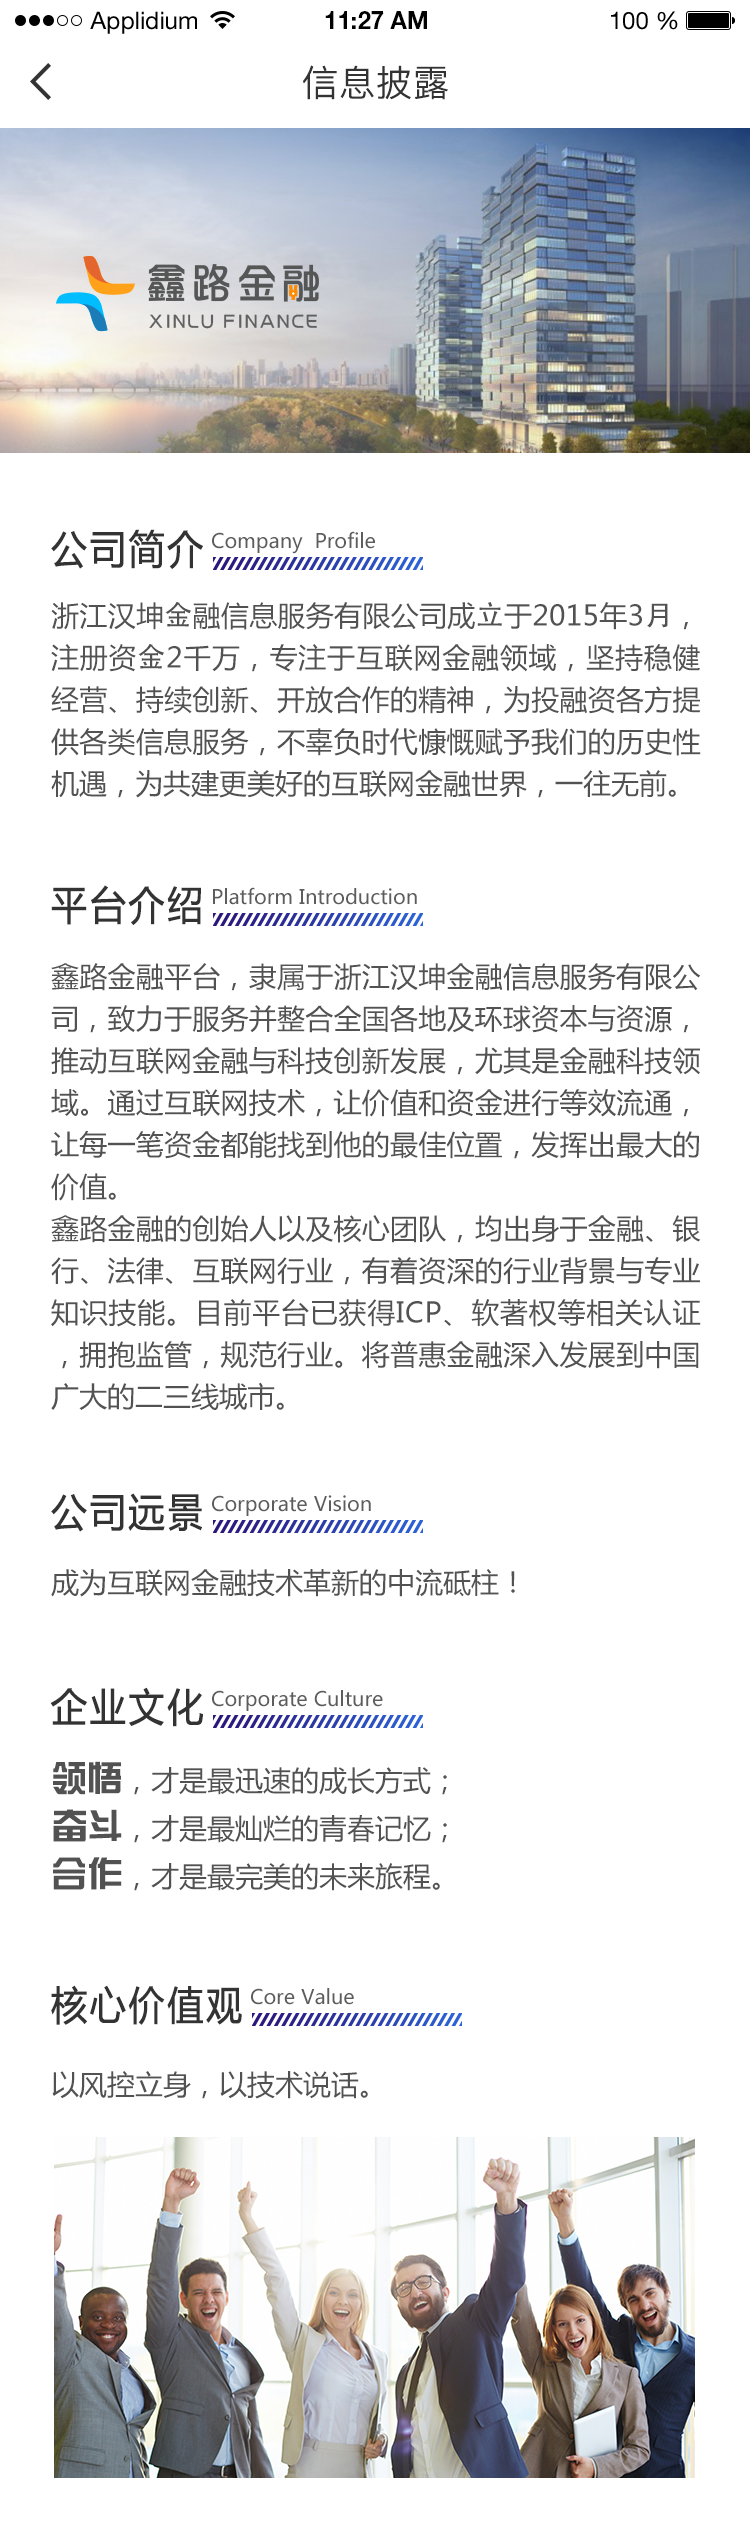 Applidium 11:27 AM 100 %
信息披露
鑫路金融
XINLU FINANCE
公司简介 Company Profile
浙江汉坤金融信息服务有限公司成立于2015年3月，
注册资金2千万，专注于互联网金融领域，坚持稳健
经营、持续创新、开放合作的精神，为投融资各方提
供各类信息服务，不辜负时代慷慨赋予我们的历史性
机遇，为共建更美好的互联网金融世界，一往无前。
平台介绍 Platform Introduction
鑫路金融平台，隶属于浙江汉坤金融信息服务有限公
司，致力于服务并整合全国各地及环球资本与资源，
推动互联网金融与科技创新发展，尤其是金融科技领
域。通过互联网技术，让价值和资金进行等效流通，
让每一笔资金都能找到他的最佳位置，发挥出最大的
价值。
鑫路金融的创始人以及核心团队，均出身于金融、银
行、法律、互联网行业，有着资深的行业背景与专业
知识技能。目前平台已获得ICP、软著权等相关认证
，拥抱监管，规范行业。将普惠金融深入发展到中国
广大的二三线城市。
公司远景 Corporate Vision
成为互联网金融技术革新的中流砥柱！
企业文化 Corporate Culture
领悟，才是最迅速的成长方式；
奋斗，才是最灿烂的青春记忆；
合作，才是最完美的未来旅程。
核心价值观 Core Value
以风控立身，以技术说话。